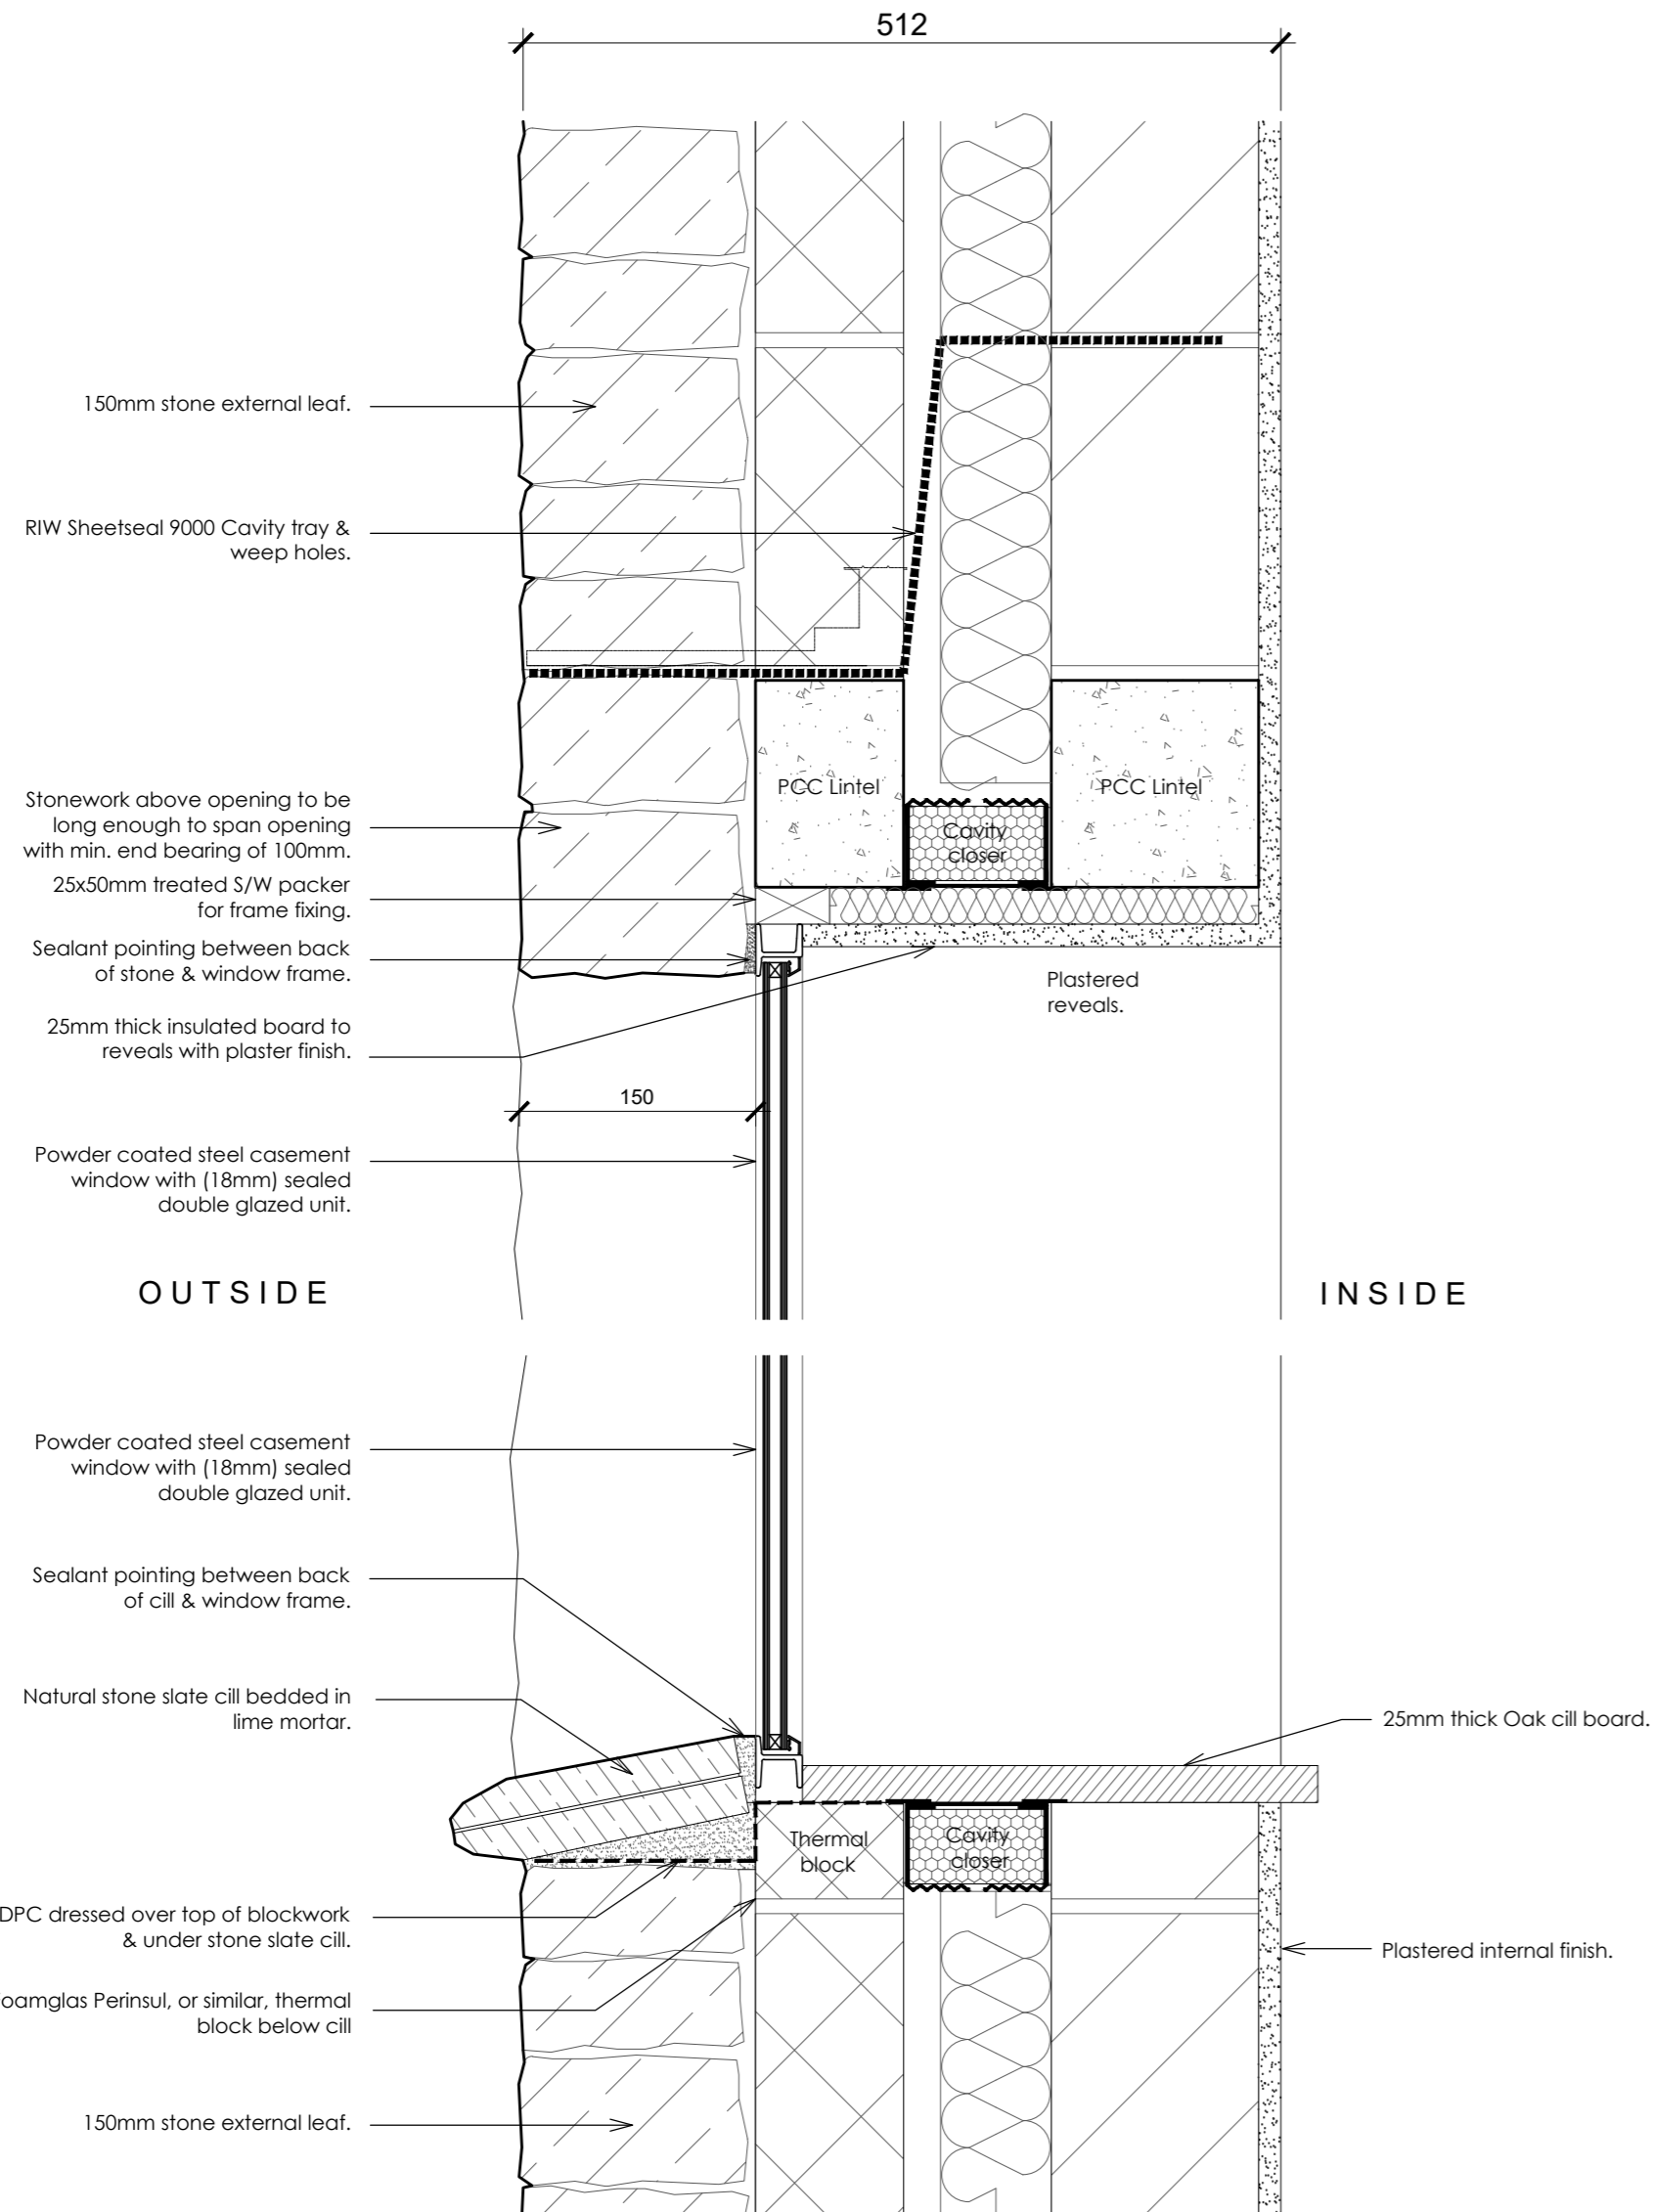 512
150mm stone external leaf.
RIW Sheetseal 9000 Cavity tray &
weep holes.
PCC Lintel
PCC Lintel
Cavity
closer
Stonework above opening to be
long enough to span opening
with min. end bearing of 100mm.
25x50mm treated S/W packer
for frame fixing.
Sealant pointing between back
of stone & window frame.
Plastered
reveals.
25mm thick insulated board to
reveals with plaster finish.
150
Powder coated steel casement
window with (18mm) sealed
double glazed unit.
OUTSIDE
INSIDE
Powder coated steel casement
window with (18mm) sealed
double glazed unit.
Sealant pointing between back
of cill & window frame.
Natural stone slate cill bedded in
lime mortar.
25mm thick Oak cill board.
Thermal
block
Cavity
closer
DPC dressed over top of blockwork
& under stone slate cill.
Plastered internal finish.
oamglas Perinsul, or similar, thermal
block below cill
150mm stone external leaf.